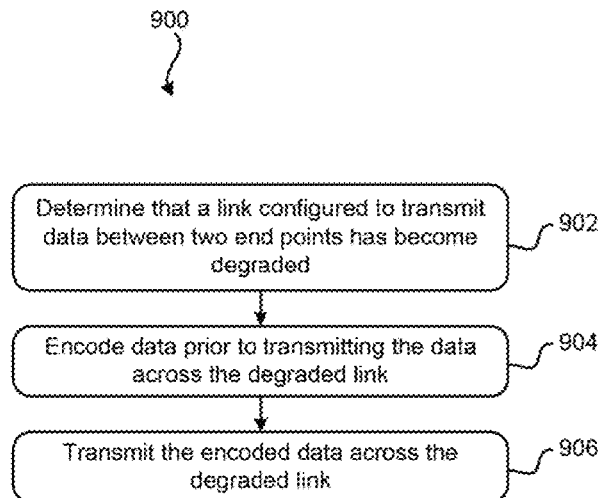 900
Determine that a link configured to transmit
data between two end points has become
degraded
902
Encode data prior to transmitting the data
across the degraded link
904
Transmit the encoded data across the
degraded link
906